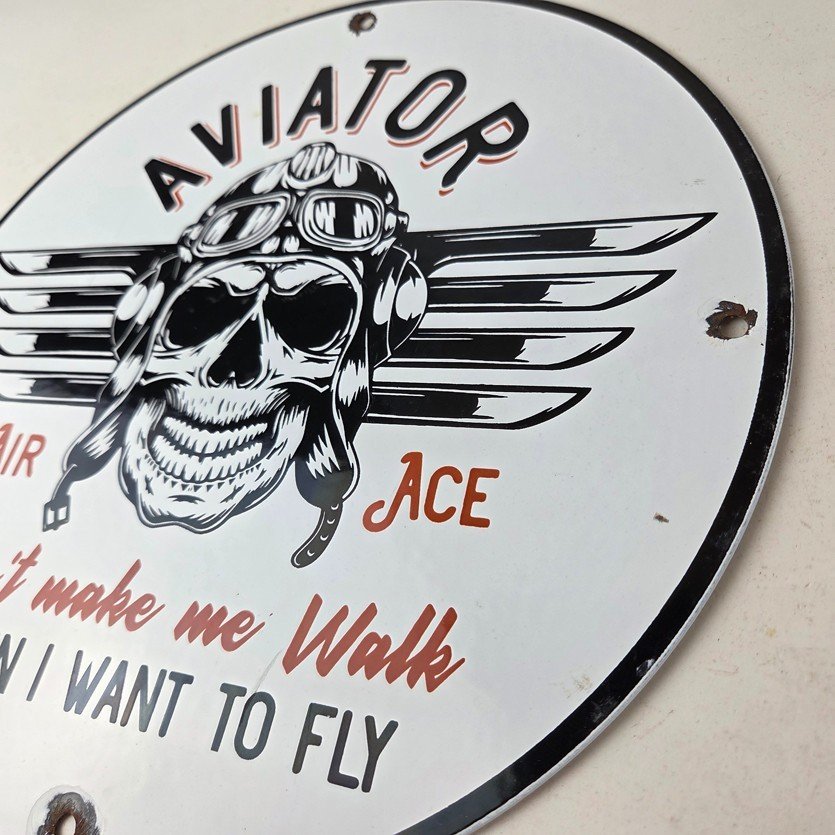 AVIATOR
AIR ACE
't make me Walk
N I WANT TO FLY